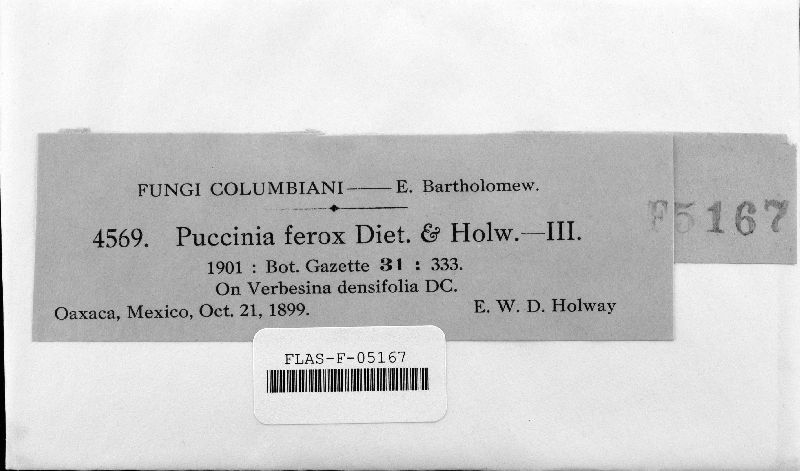 FUNGI COLUMBIANI—E. Bartholomew.
4569. Puccinia ferox Diet. & Holw.—III.
1901 : Bot. Gazette 31 : 333.
On Verbesina densifolia DC.
Oaxaca, Mexico, Oct. 21, 1899. E. W. D. Holway
F5167
FLAS-F-05167